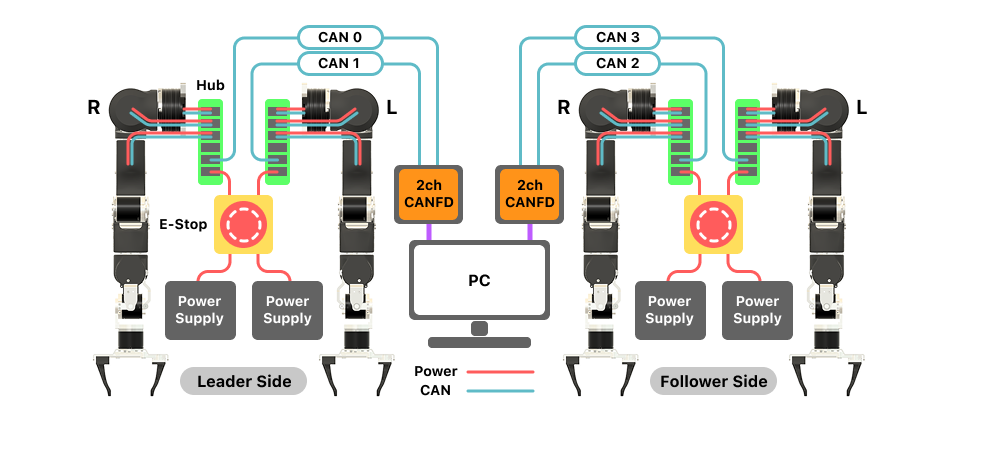 CAN 0
CAN 1
CAN 3
CAN 2
Hub
R
L
R
L
2ch
CANFD
2ch
CANFD
E-Stop
PC
Power
Supply
Power
Supply
Power
Supply
Power
Supply
Power
CAN
Leader Side
Follower Side